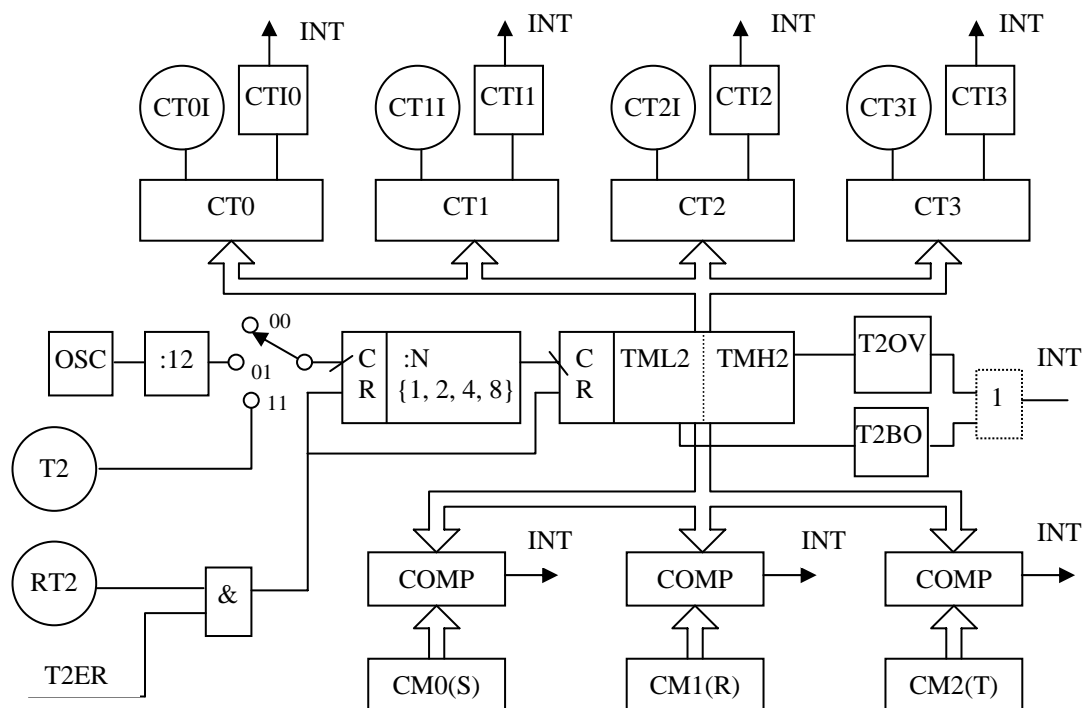 INT INT INT INT
CT0I CTI0 CT1I CTI1 CT2I CTI2 CT3I CTI3
CT0 CT1 CT2 CT3
00
OSC :12 01 C :N C TML2 TMH2 T2OV INT
11 R {1, 2, 4, 8} R 1
T2BO
T2
INT INT INT
RT2 & COMP COMP COMP
T2ER CM0(S) CM1(R) CM2(T)